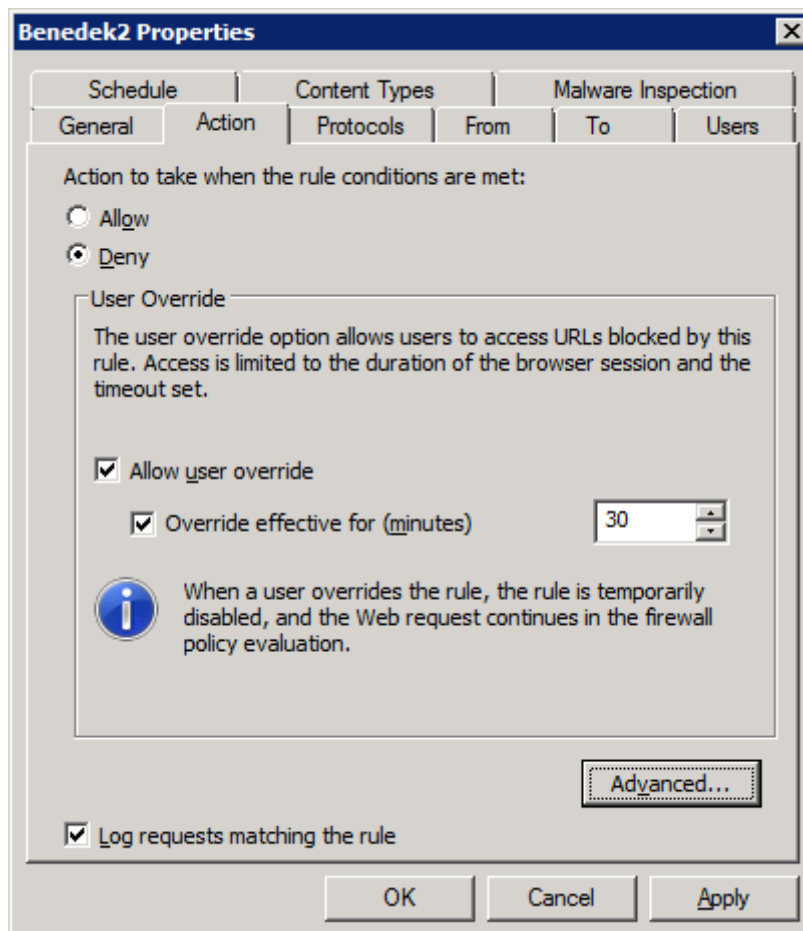 Benedek2 Properties
Schedule Content Types Malware Inspection
General Action Protocols From To Users
Action to take when the rule conditions are met:
Allow
Deny
User Override
The user override option allows users to access URLs blocked by this
rule. Access is limited to the duration of the browser session and the
timeout set.
Allow user override
Override effective for (minutes) 30
When a user overrides the rule, the rule is temporarily
disabled, and the Web request continues in the firewall
policy evaluation.
Advanced...
Log requests matching the rule
OK Cancel Apply